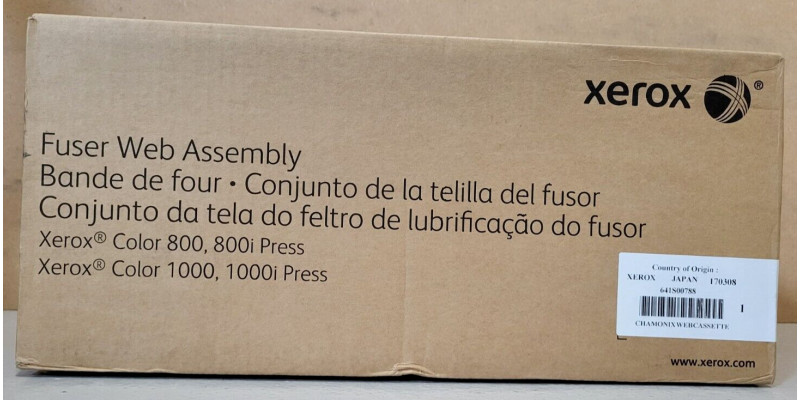 xerox ®
Fuser Web Assembly
Bande de four • Conjunto de la telilla del fusor
Conjunto da tela do feltro de lubrificação do fusor
Xerox® Color 800, 800i Press
Xerox® Color 1000, 1000i Press
Country of Origin :
XEROX JAPAN 170308
641S00788
1
CHAMONIXWEBCASSETTE
www.xerox.com